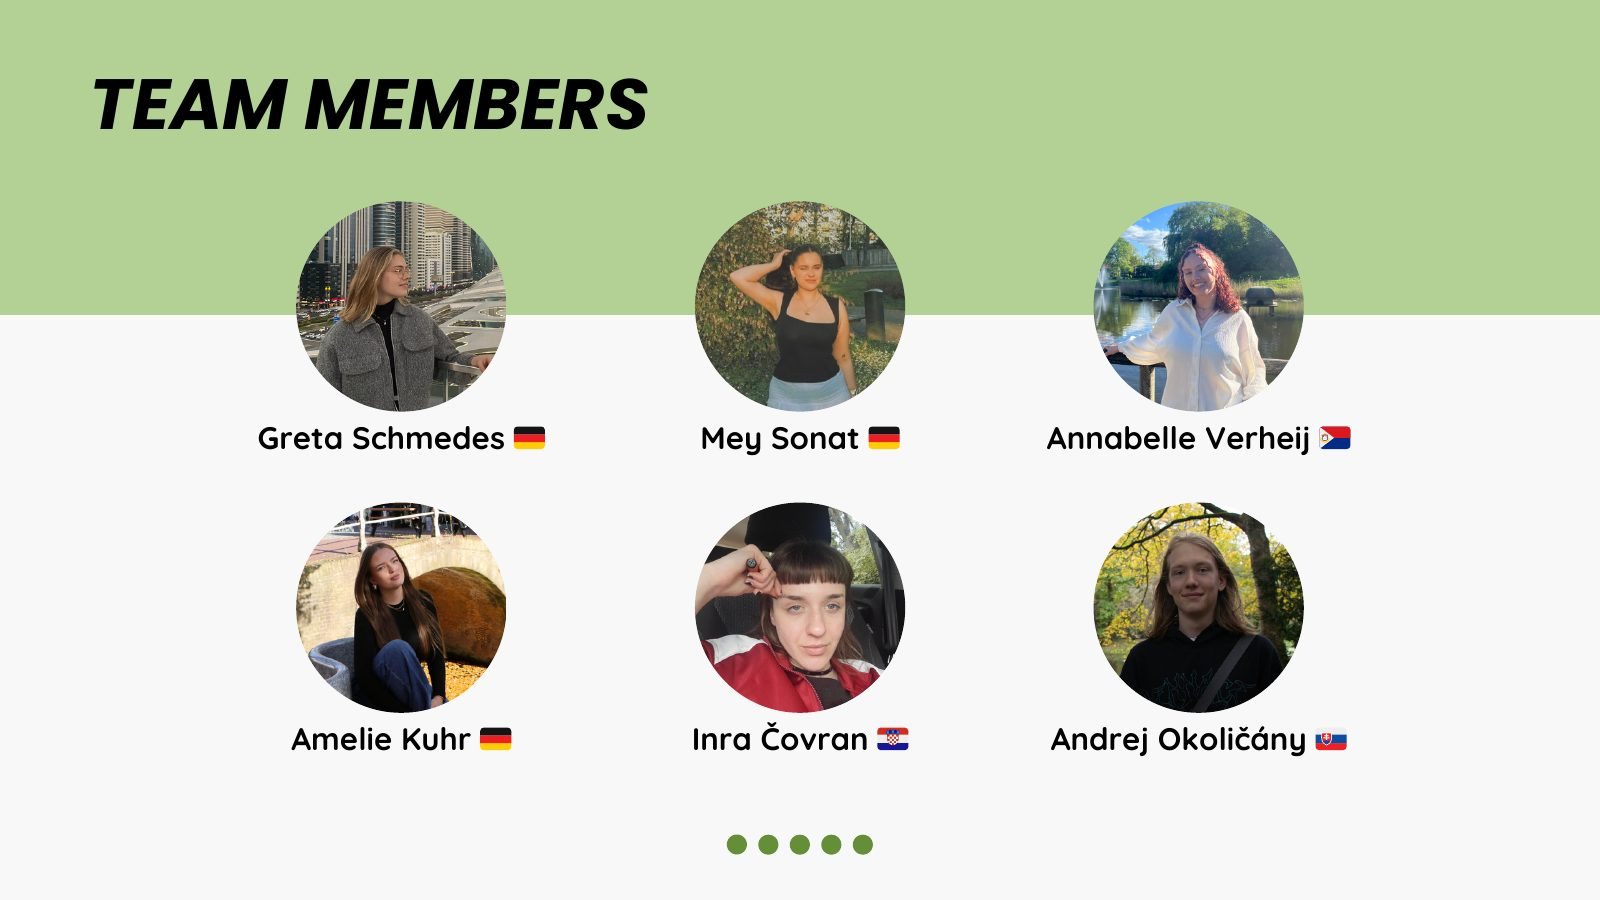 TEAM MEMBERS
Greta Schmedes
Mey Sonat
Annabelle Verheij
Amelie Kuhr
Inra Čovran
Andrej Okoličány